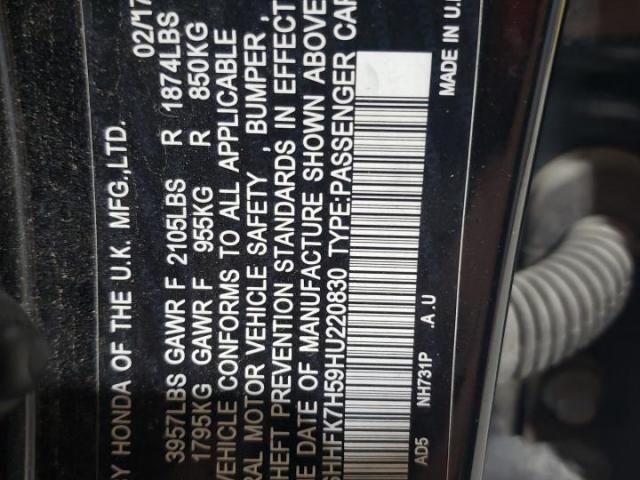 Y HONDA OF THE U.K. MFG.,LTD. 02/17
3957LBS GAWR F 2105LBS R 1874LBS
1795KG GAWR F 955KG R 850KG
VEHICLE CONFORMS TO ALL APPLICABLE
RAL MOTOR VEHICLE SAFETY , BUMPER ,
HEFT PREVENTION STANDARDS IN EFFECT
E DATE OF MANUFACTURE SHOWN ABOVE
SHHFK7H59HU220830 TYPE:PASSENGER CAR
AD5 NH731P .A.U MADE IN U.